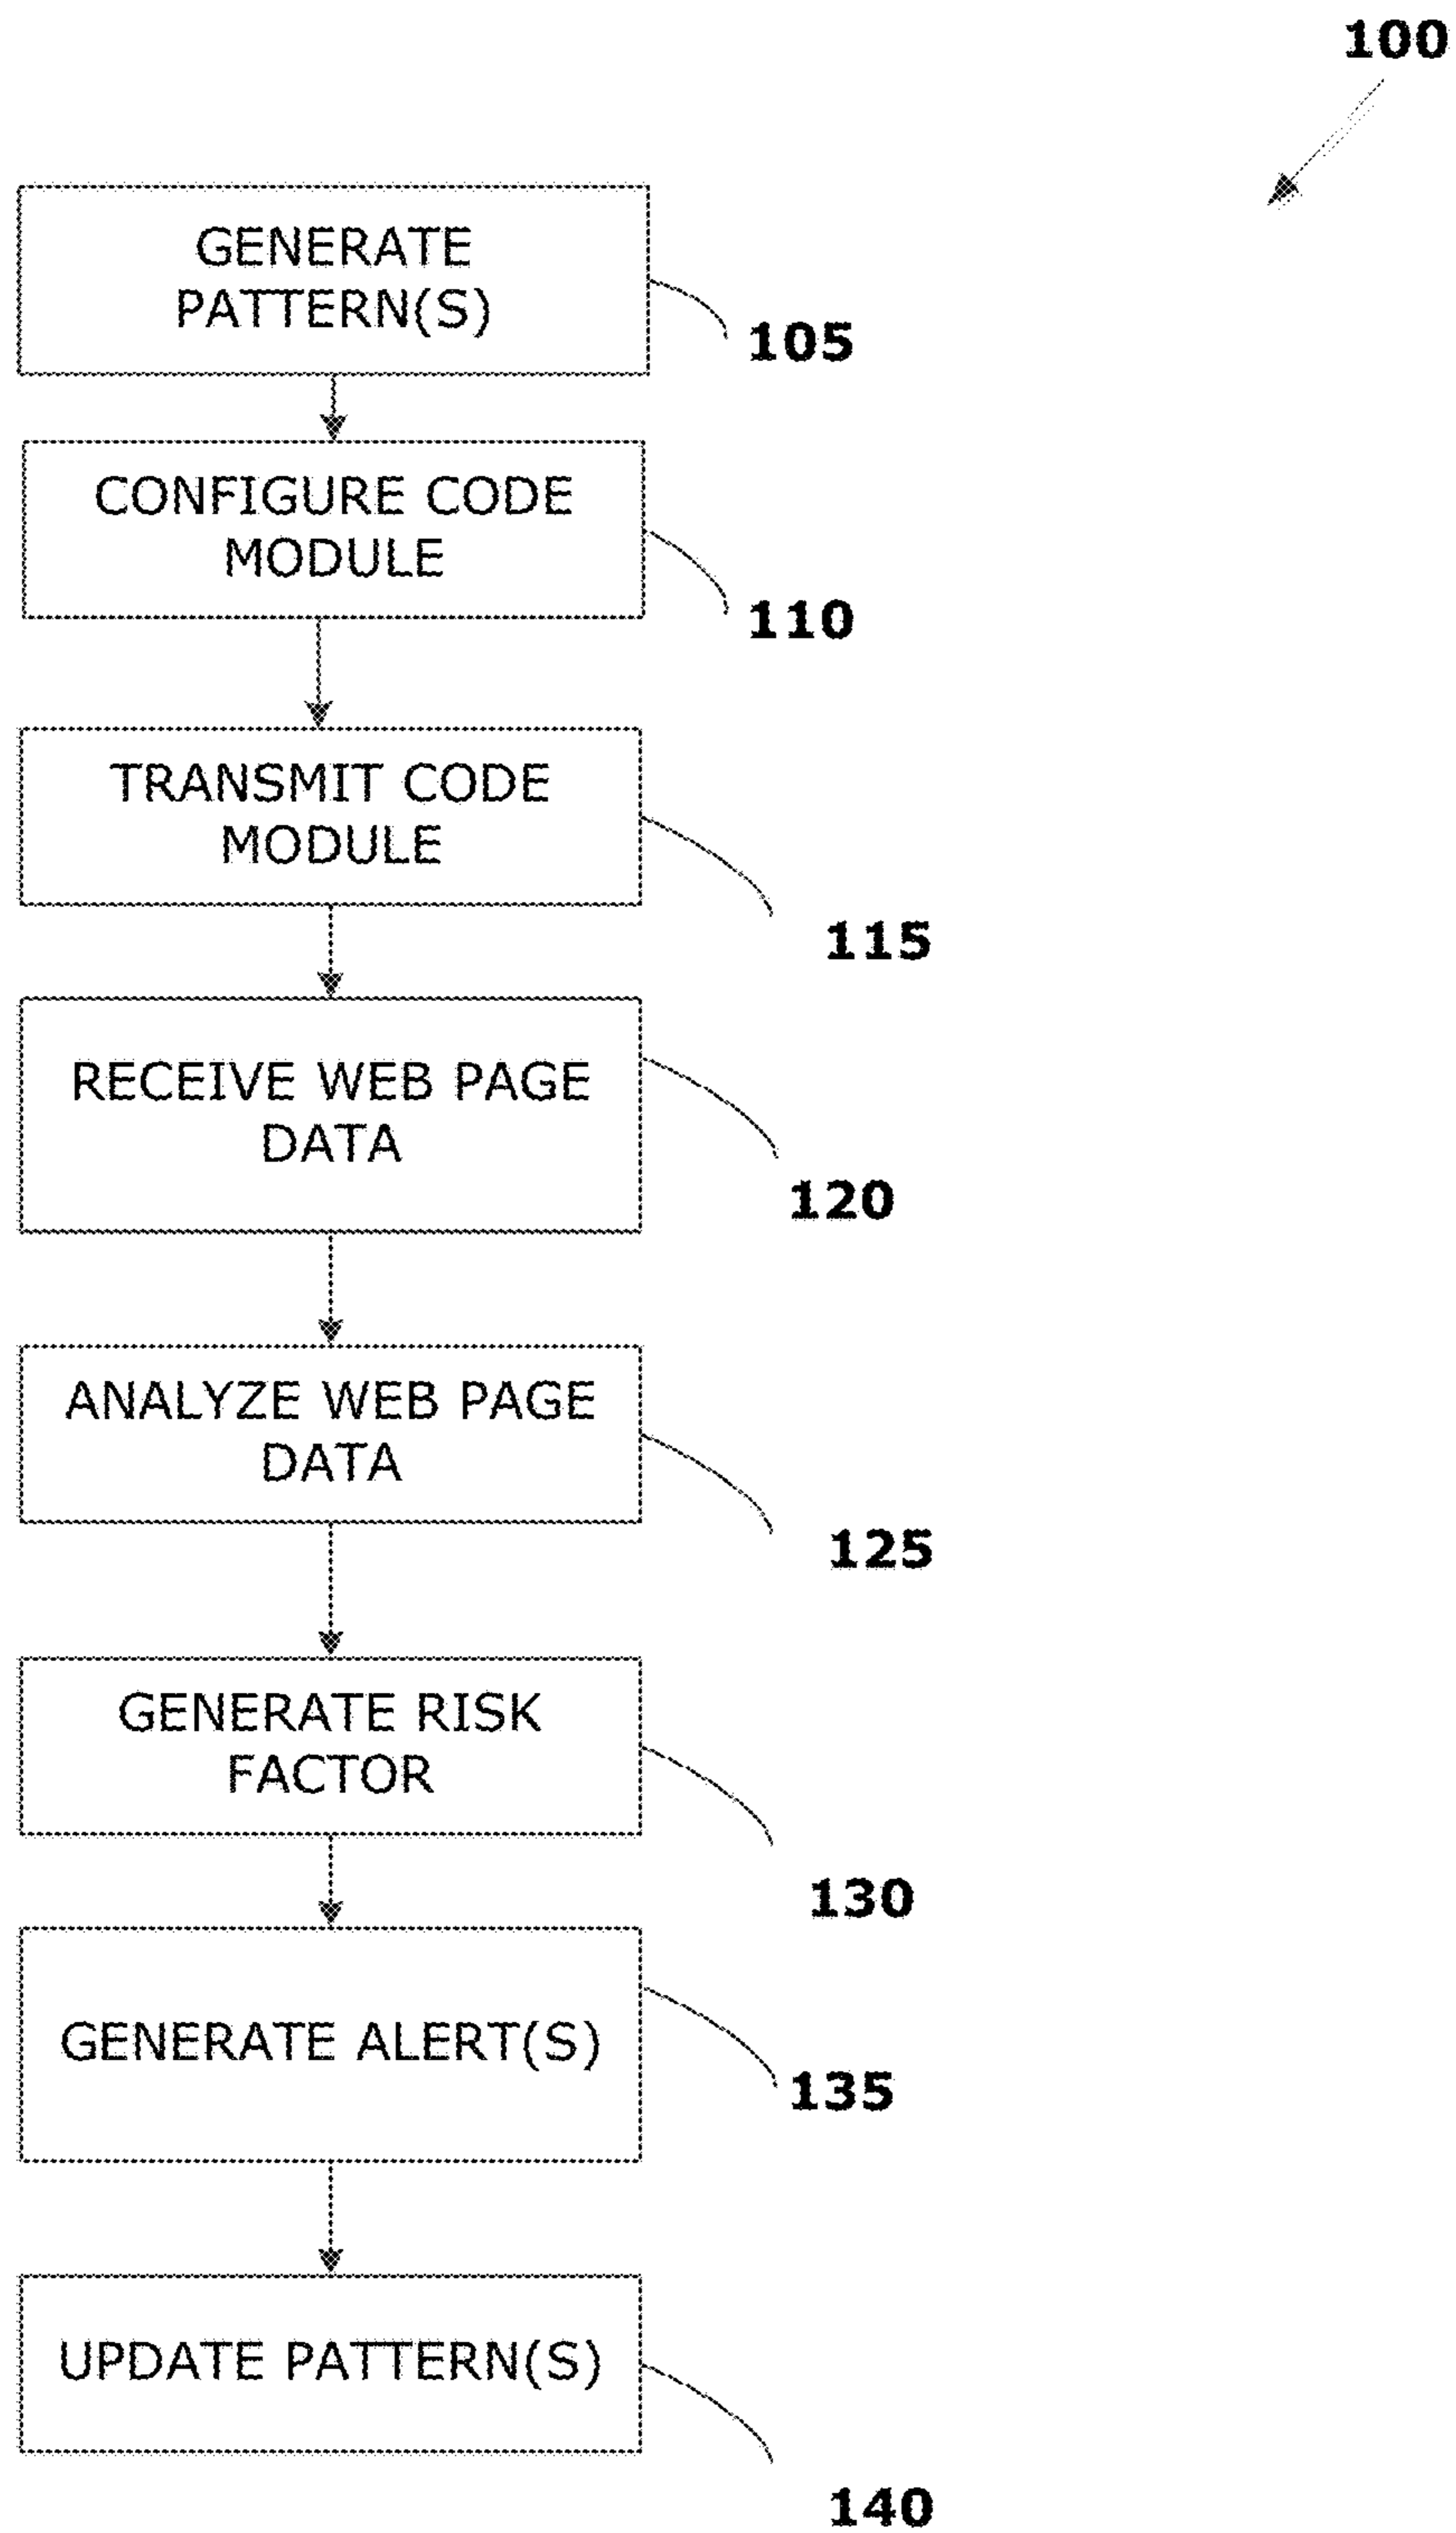 100
GENERATE
PATTERN(S)
105
CONFIGURE CODE
MODULE
110
TRANSMIT CODE
MODULE
115
RECEIVE WEB PAGE
DATA
120
ANALYZE WEB PAGE
DATA
125
GENERATE RISK
FACTOR
130
GENERATE ALERT(S)
135
UPDATE PATTERN(S)
140